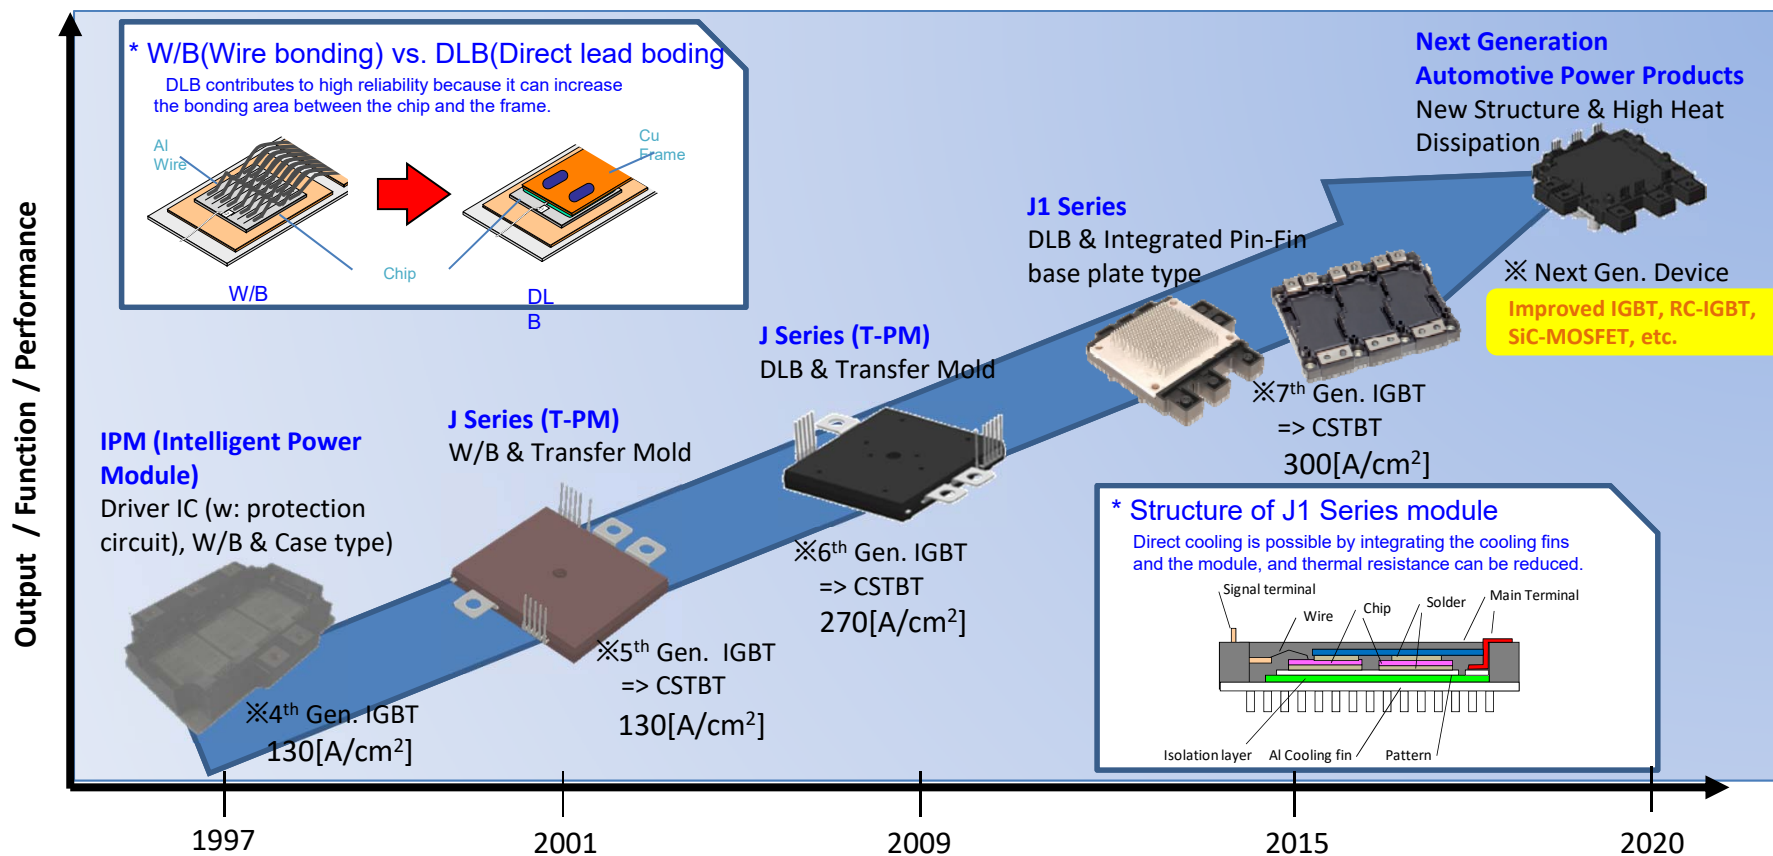 Output / Function / Performance
* W/B(Wire bonding) vs. DLB(Direct lead boding
DLB contributes to high reliability because it can increase
the bonding area between the chip and the frame.
Al
Wire
Cu
Frame
Chip
W/B
DL
B
IPM (Intelligent Power
Module)
Driver IC (w: protection
circuit), W/B & Case type)
※4th Gen. IGBT
130[A/cm²]
J Series (T-PM)
W/B & Transfer Mold
※5th Gen. IGBT
=> CSTBT
130[A/cm²]
J Series (T-PM)
DLB & Transfer Mold
※6th Gen. IGBT
=> CSTBT
270[A/cm²]
J1 Series
DLB & Integrated Pin-Fin
base plate type
※7th Gen. IGBT
=> CSTBT
300[A/cm²]
Next Generation
Automotive Power Products
New Structure & High Heat
Dissipation
※ Next Gen. Device
Improved IGBT, RC-IGBT,
SiC-MOSFET, etc.
* Structure of J1 Series module
Direct cooling is possible by integrating the cooling fins
and the module, and thermal resistance can be reduced.
Signal terminal
Wire
Chip
Solder
Main Terminal
Isolation layer
Al Cooling fin
Pattern
1997
2001
2009
2015
2020